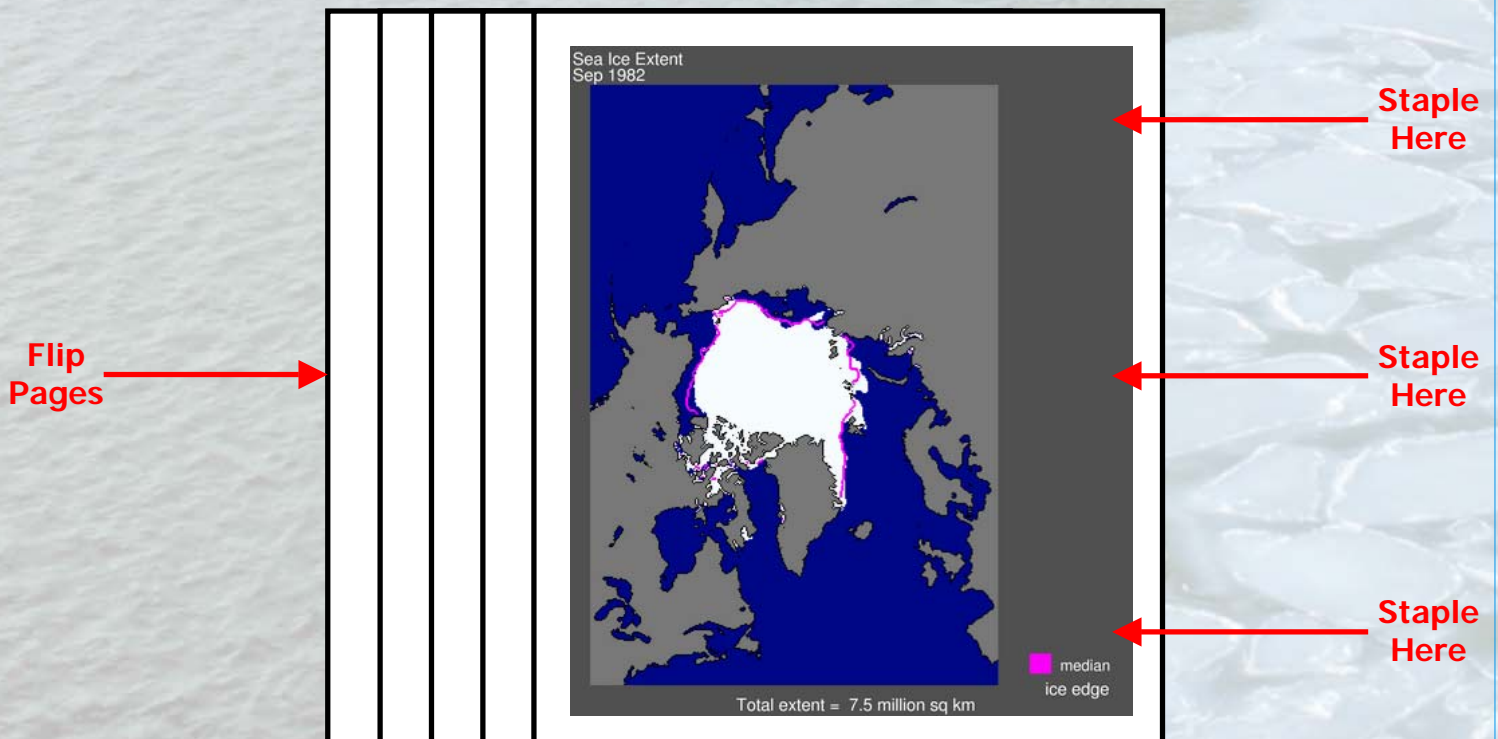 Sea Ice Extent
Sep 1982
Staple
Here
Flip
Pages
Staple
Here
Staple
Here
median
ice edge
Total extent = 7.5 million sq km